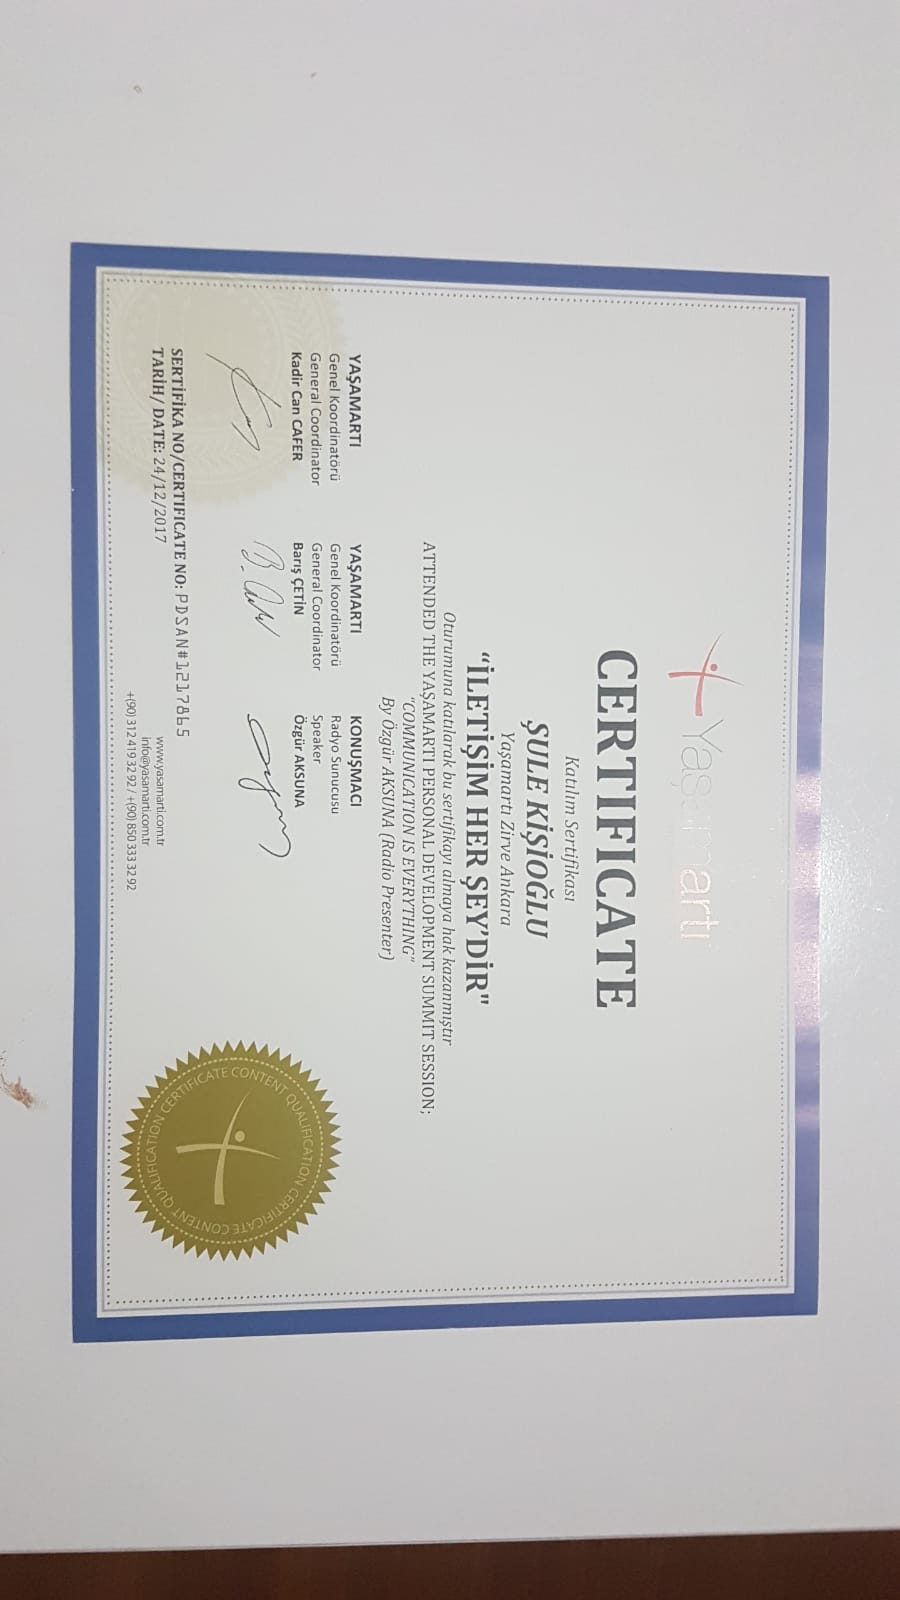 Yaşamartı
CERTIFICATE
Katılım Sertifikası
ŞULE KİŞİOĞLU
Yaşamartı Zirve Ankara
“İLETİŞİM HER ŞEY’DİR"
Oturumuna katılarak bu sertifikayı almaya hak kazanmıştır
ATTENDED THE YAŞAMARTI PERSONAL DEVELOPMENT SUMMIT SESSION;
“COMMUNICATION IS EVERYTHING”
By Özgür AKSUNA (Radio Presenter)
YAŞAMARTI
Genel Koordinatörü
General Coordinator
Kadir Can CAFER
YAŞAMARTI
Genel Koordinatörü
General Coordinator
Barış ÇETİN
KONUŞMACI
Radyo Sunucusu
Speaker
Özgür AKSUNA
SERTİFİKA NO/CERTIFICATE NO: PDSAN#1217865
TARİH/ DATE: 24/12/2017
www.yasamarti.com.tr
info@yasamarti.com.tr
+(90) 312 419 32 92 / +(90) 850 333 32 92
QUALIFICATION CERTIFICATE CONTENT QUALIFICATION CERTIFICATE CONTENT